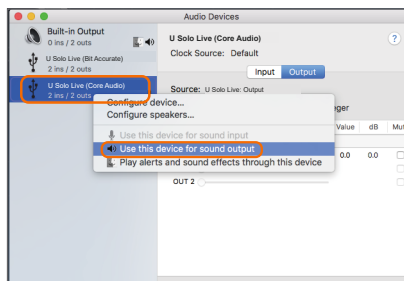 Audio Devices
Built-in Output
0 ins / 2 outs
U Solo Live (Bit Accurate)
2 ins / 2 outs
U Solo Live (Core Audio)
2 ins / 2 outs
U Solo Live (Core Audio)
?
Clock Source: Default
Input Output
Source: U Solo Live: Output
Configure device...
Configure speakers...
Use this device for sound input
Use this device for sound output
Play alerts and sound effects through this device
Value dB
0.0 0.0
OUT 2